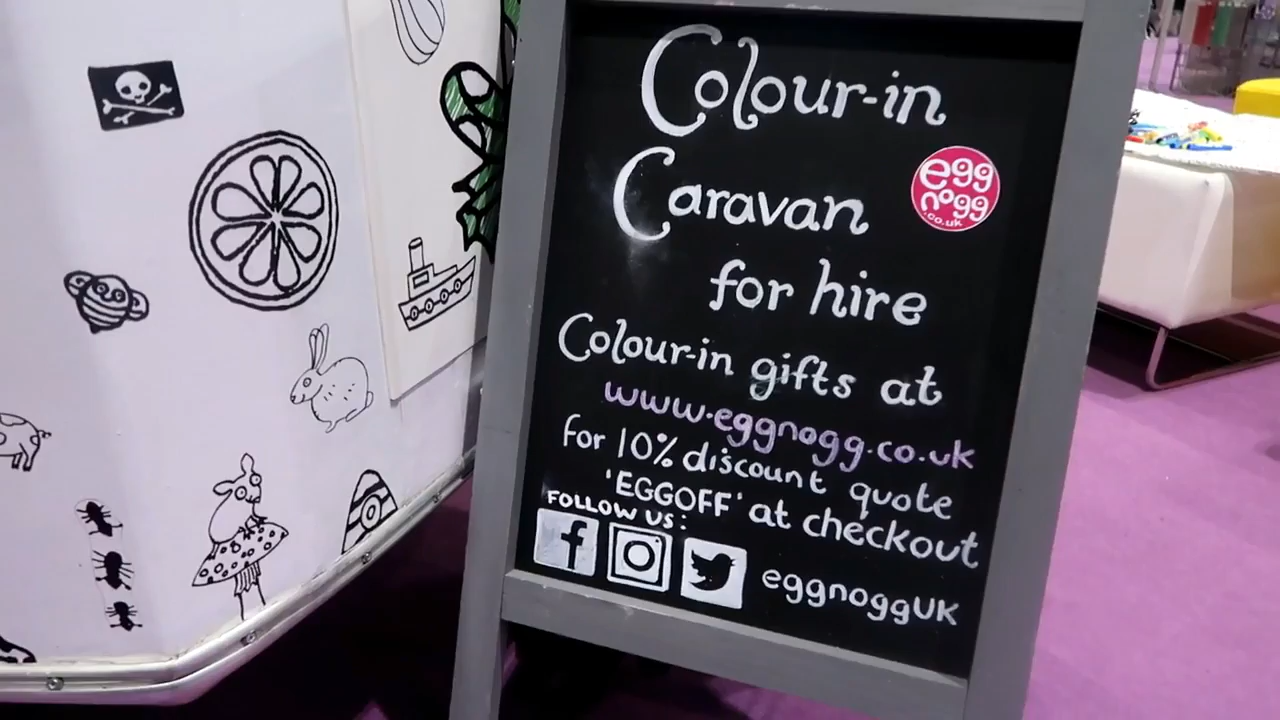 Colour-in
Caravan
egg
nogg
.co.uk
for hire
Colour-in gifts at
www.eggnogg.co.uk
for 10% discount quote
'EGGOFF' at checkout
FOLLOW US:
eggnoggUK